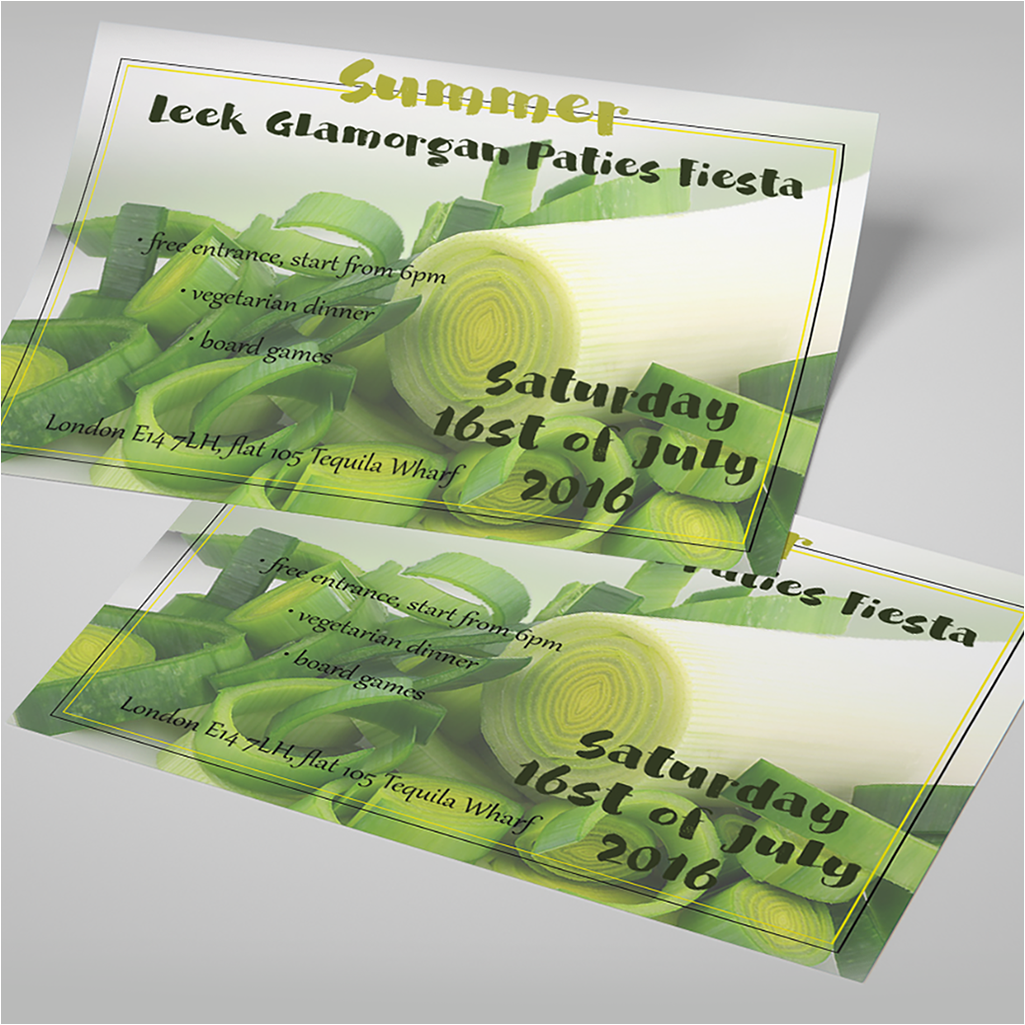 Summer
Leek Glamorgan Paties Fiesta
• free entrance, start from 6pm
• vegetarian dinner
• board games
Saturday
16st of July
2016
London E14 7LH, flat 105 Tequila Wharf
Paties Fiesta
• free entrance, start from 6pm
• vegetarian dinner
• board games
Saturday
16st of July
2016
London E14 7LH, flat 105 Tequila Wharf